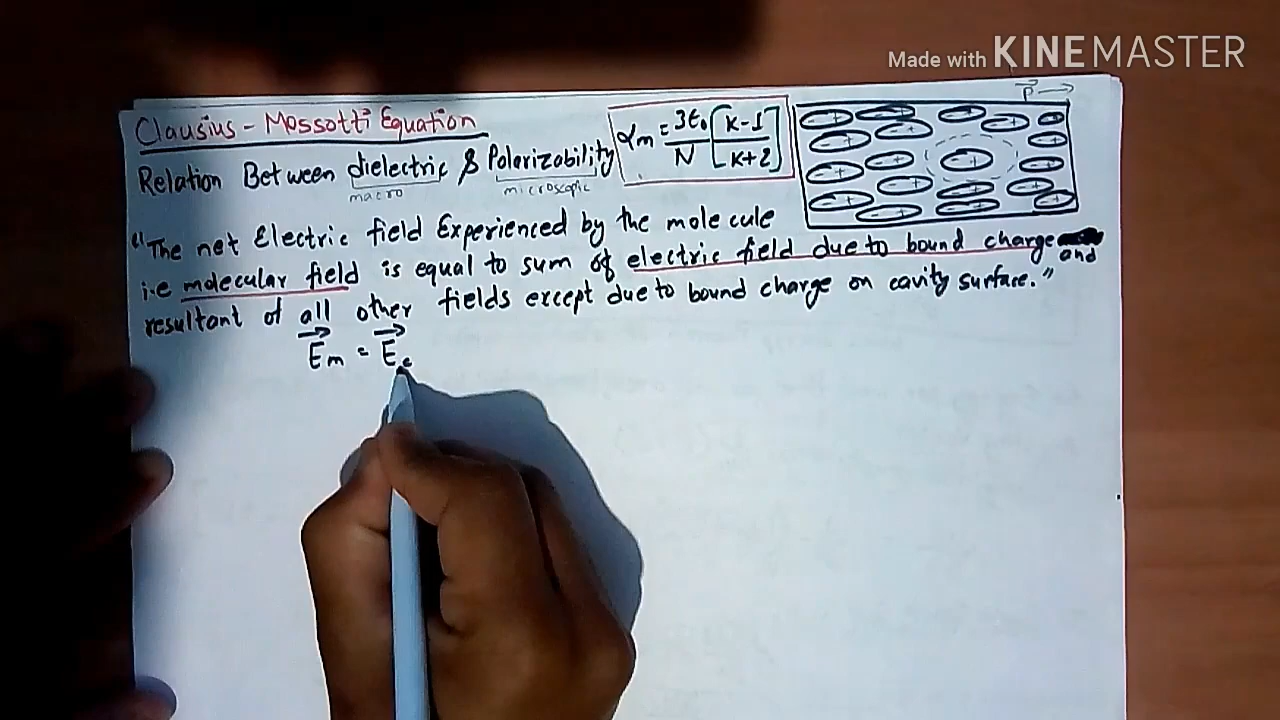 Made with KINEMASTER
Clausius - Mossotti Equation
αm = 3ε₀/N [K-1/K+2]
P→
Relation Between dielectric & Polarizability
macro microscopic
"The net Electric field Experienced by the molecule
i.e molecular field is equal to sum of electric field due to bound charge and
resultant of all other fields except due to bound charge on cavity surface."
E⃗m = E⃗c